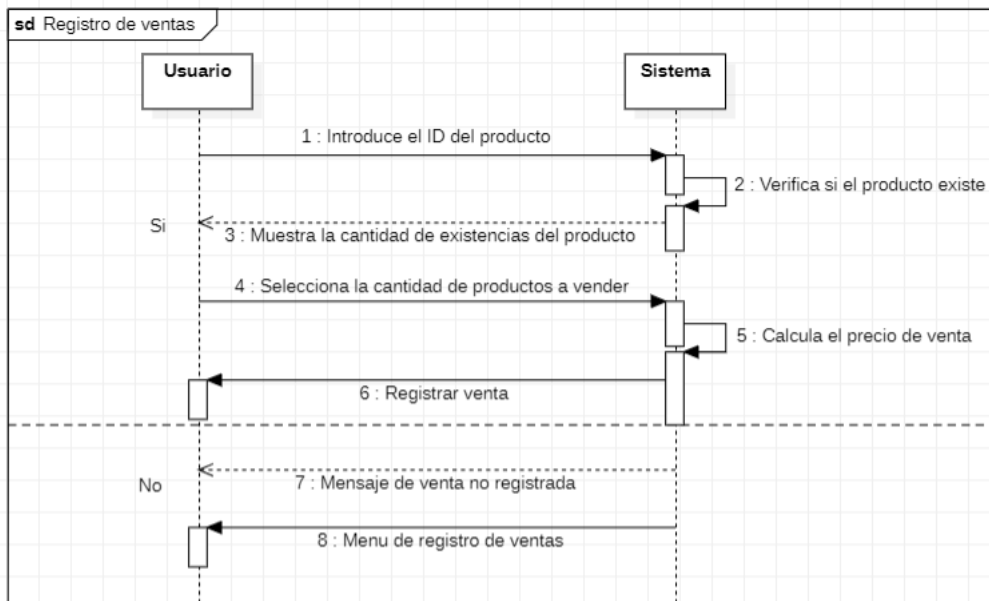 sd Registro de ventas
Usuario
Sistema
1 : Introduce el ID del producto
2 : Verifica si el producto existe
Si
3 : Muestra la cantidad de existencias del producto
4 : Selecciona la cantidad de productos a vender
5 : Calcula el precio de venta
6 : Registrar venta
No
7 : Mensaje de venta no registrada
8 : Menu de registro de ventas